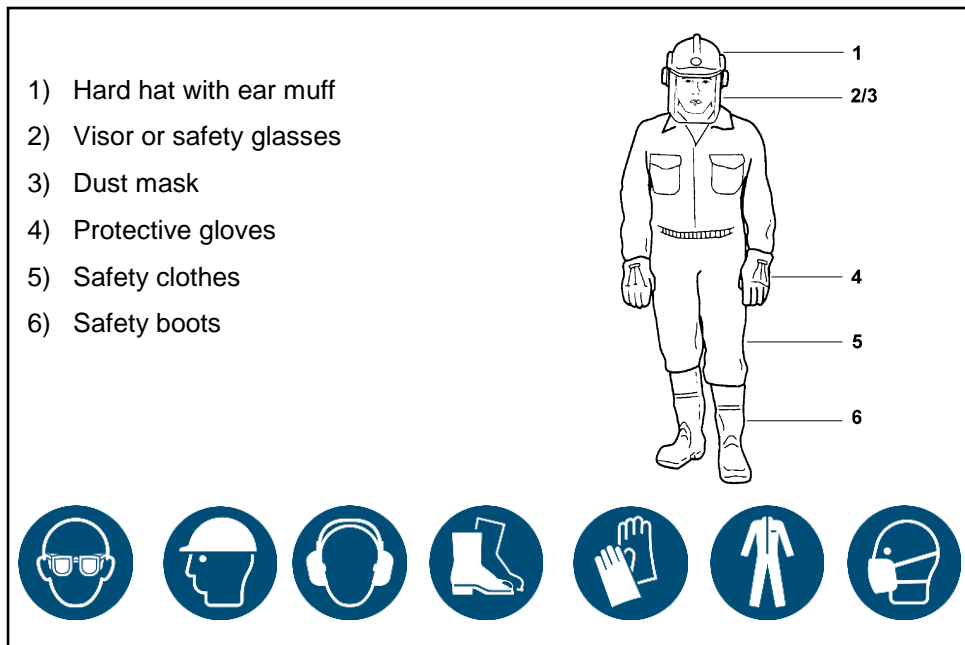 1) Hard hat with ear muff
2) Visor or safety glasses
3) Dust mask
4) Protective gloves
5) Safety clothes
6) Safety boots
1
2/3
4
5
6